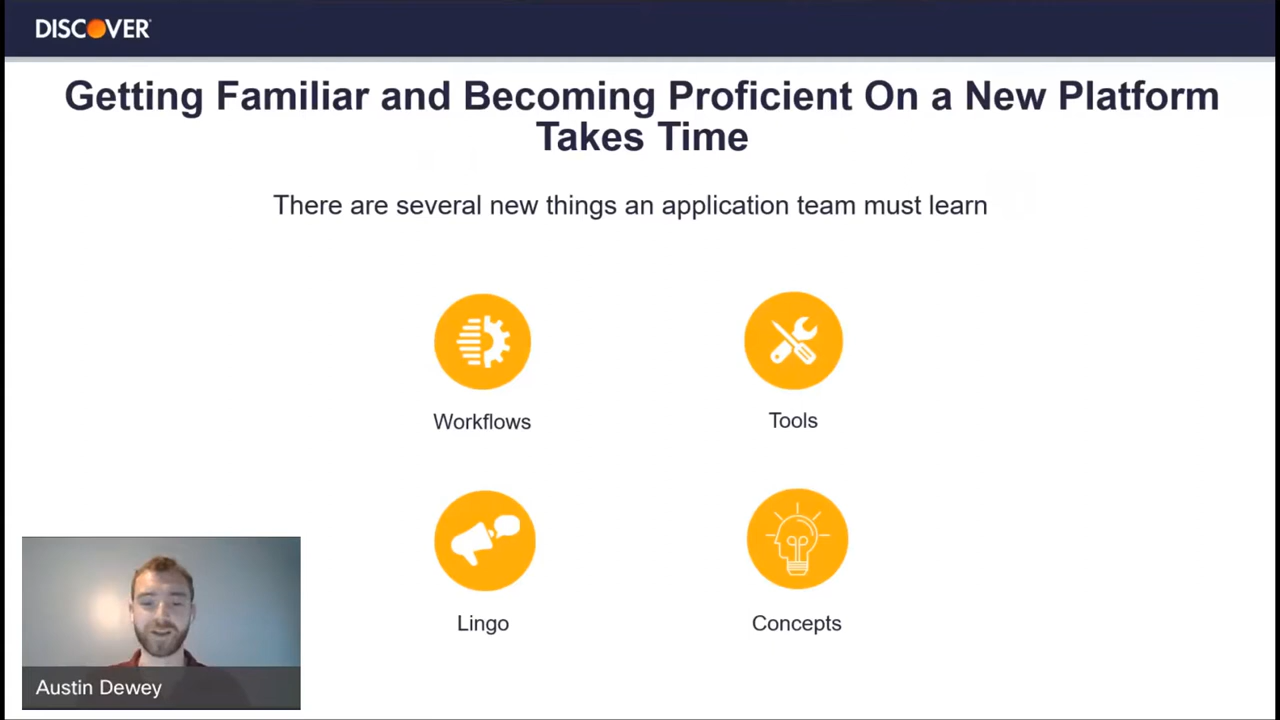 DISCOVER
Getting Familiar and Becoming Proficient On a New Platform
Takes Time
There are several new things an application team must learn
Workflows
Tools
Lingo
Concepts
Austin Dewey